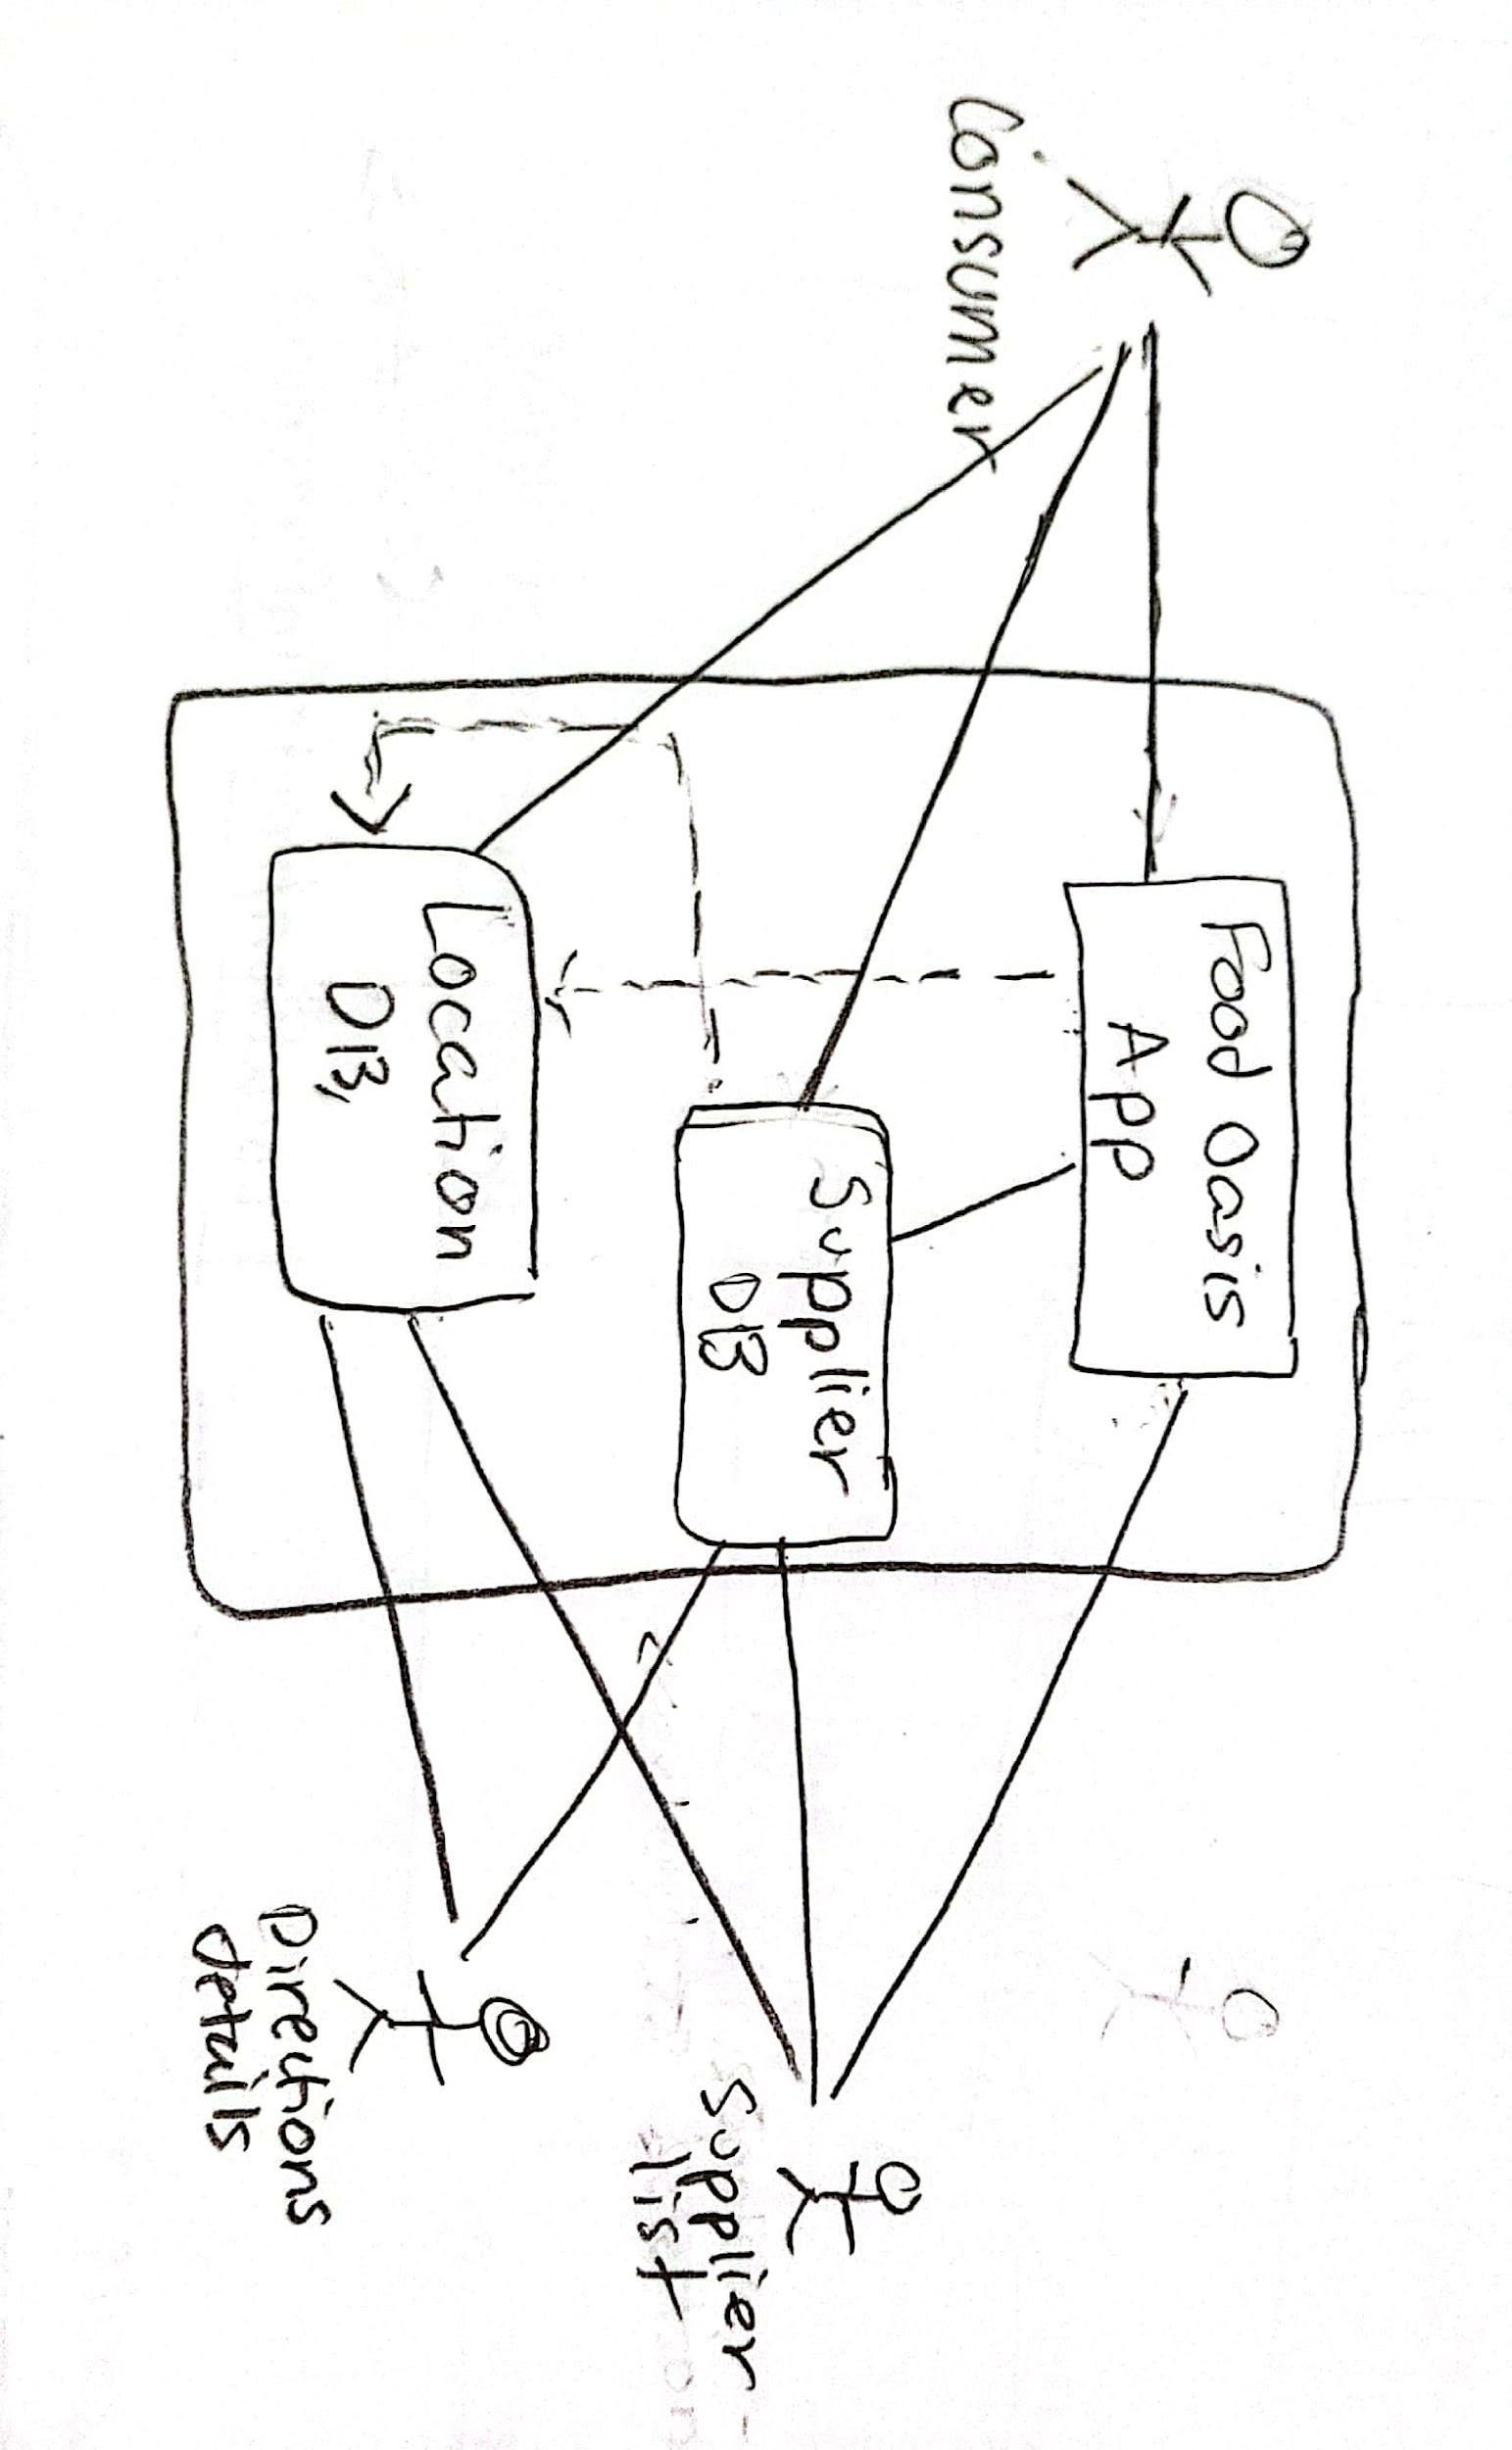 Consumer
Food Oasis
App
Supplier
DB
Location
DB
Supplier
list
Directions
details